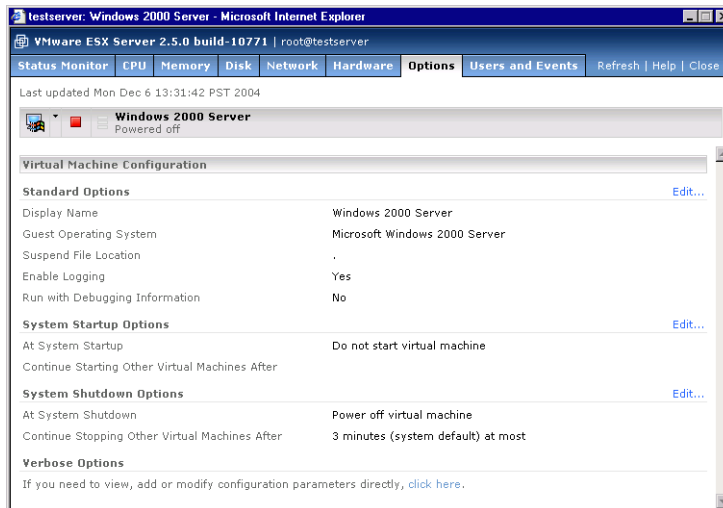 testserver: Windows 2000 Server - Microsoft Internet Explorer
VMware ESX Server 2.5.0 build-10771 | root@testserver
Status Monitor CPU Memory Disk Network Hardware Options Users and Events Refresh | Help | Close
Last updated Mon Dec 6 13:31:42 PST 2004
Windows 2000 Server
Powered off
Virtual Machine Configuration
Standard Options Edit...
Display Name Windows 2000 Server
Guest Operating System Microsoft Windows 2000 Server
Suspend File Location .
Enable Logging Yes
Run with Debugging Information No
System Startup Options Edit...
At System Startup Do not start virtual machine
Continue Starting Other Virtual Machines After
System Shutdown Options Edit...
At System Shutdown Power off virtual machine
Continue Stopping Other Virtual Machines After 3 minutes (system default) at most
Verbose Options
If you need to view, add or modify configuration parameters directly, click here.